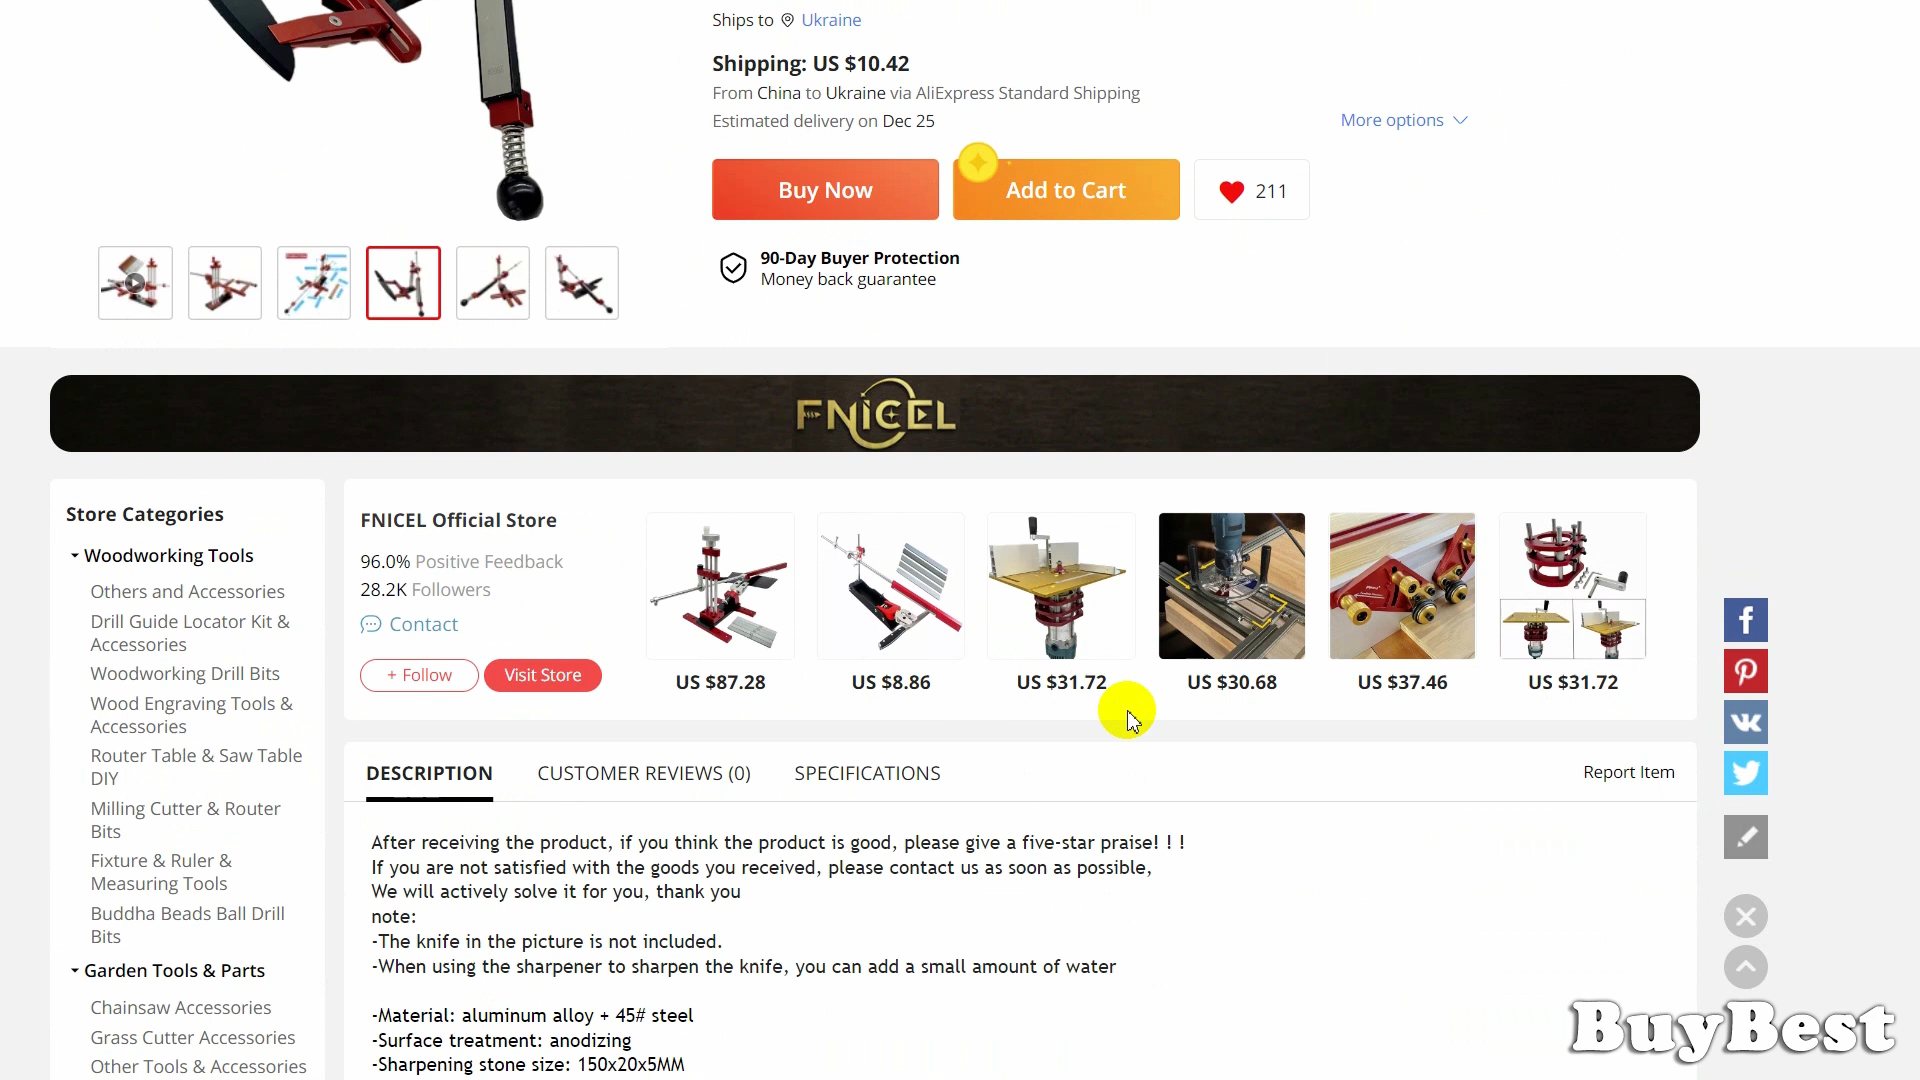 Ships to Ukraine
Shipping: US $10.42
From China to Ukraine via AliExpress Standard Shipping
Estimated delivery on Dec 25
More options
Buy Now
Add to Cart
211
90-Day Buyer Protection
Money back guarantee
FNICEL
Store Categories
Woodworking Tools
Others and Accessories
Drill Guide Locator Kit &
Accessories
Woodworking Drill Bits
Wood Engraving Tools &
Accessories
Router Table & Saw Table
DIY
Milling Cutter & Router
Bits
Fixture & Ruler &
Measuring Tools
Buddha Beads Ball Drill
Bits
Garden Tools & Parts
Chainsaw Accessories
Grass Cutter Accessories
Other Tools & Accessories
FNICEL Official Store
96.0% Positive Feedback
28.2K Followers
Contact
+ Follow
Visit Store
US $87.28
US $8.86
US $31.72
US $30.68
US $37.46
US $31.72
DESCRIPTION
CUSTOMER REVIEWS (0)
SPECIFICATIONS
Report Item
After receiving the product, if you think the product is good, please give a five-star praise! ! !
If you are not satisfied with the goods you received, please contact us as soon as possible,
We will actively solve it for you, thank you
note:
-The knife in the picture is not included.
-When using the sharpener to sharpen the knife, you can add a small amount of water
-Material: aluminum alloy + 45# steel
-Surface treatment: anodizing
-Sharpening stone size: 150x20x5MM
BuyBest